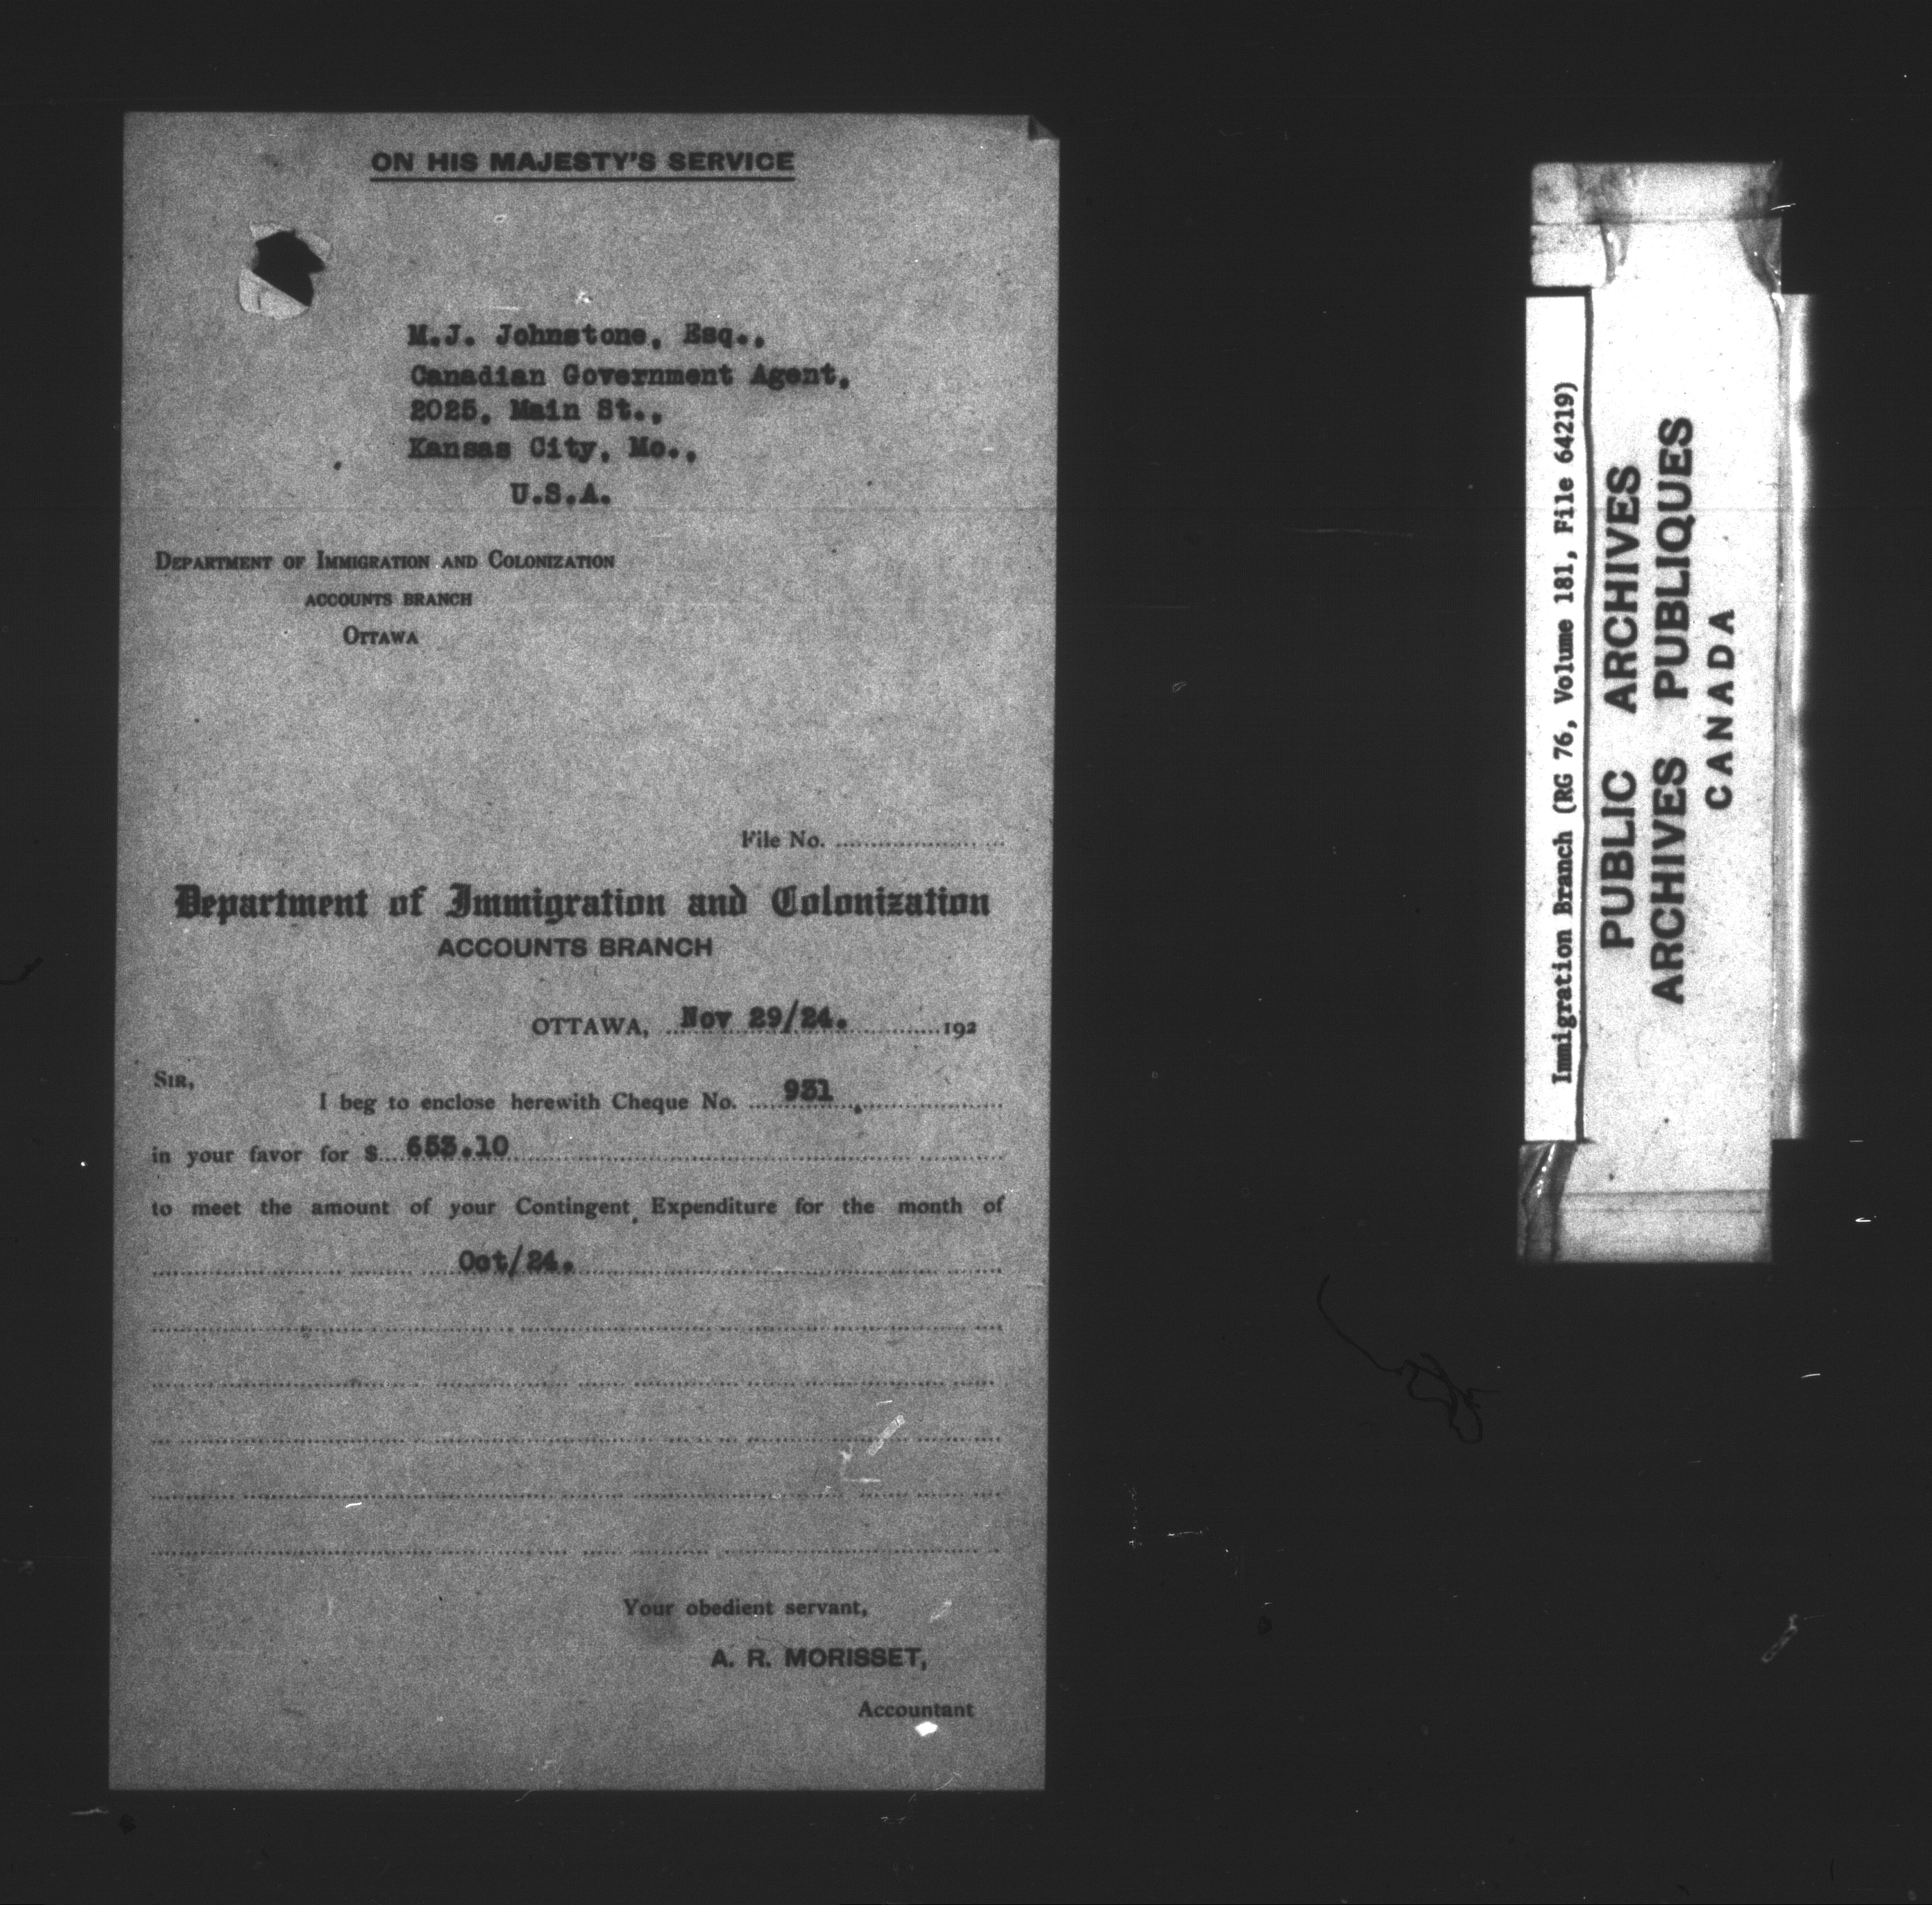 ON HIS MAJESTY'S SERVICE
M.J. Johnstone, Esq.,
Canadian Government Agent,
2025, Main St.,
Kansas City, Mo.,
U.S.A.
DEPARTMENT OF IMMIGRATION AND COLONIZATION
ACCOUNTS BRANCH
OTTAWA
File No.
Department of Immigration and Colonization
ACCOUNTS BRANCH
OTTAWA, Nov 29/24. 192
SIR,
I beg to enclose herewith Cheque No. 931
in your favor for $ 653.10
to meet the amount of your Contingent Expenditure for the month of
Oct/24.
Your obedient servant,
A. R. MORISSET,
Accountant
Immigration Branch (RG 76, Volume 181, File 64219)
PUBLIC ARCHIVES
ARCHIVES PUBLIQUES
CANADA